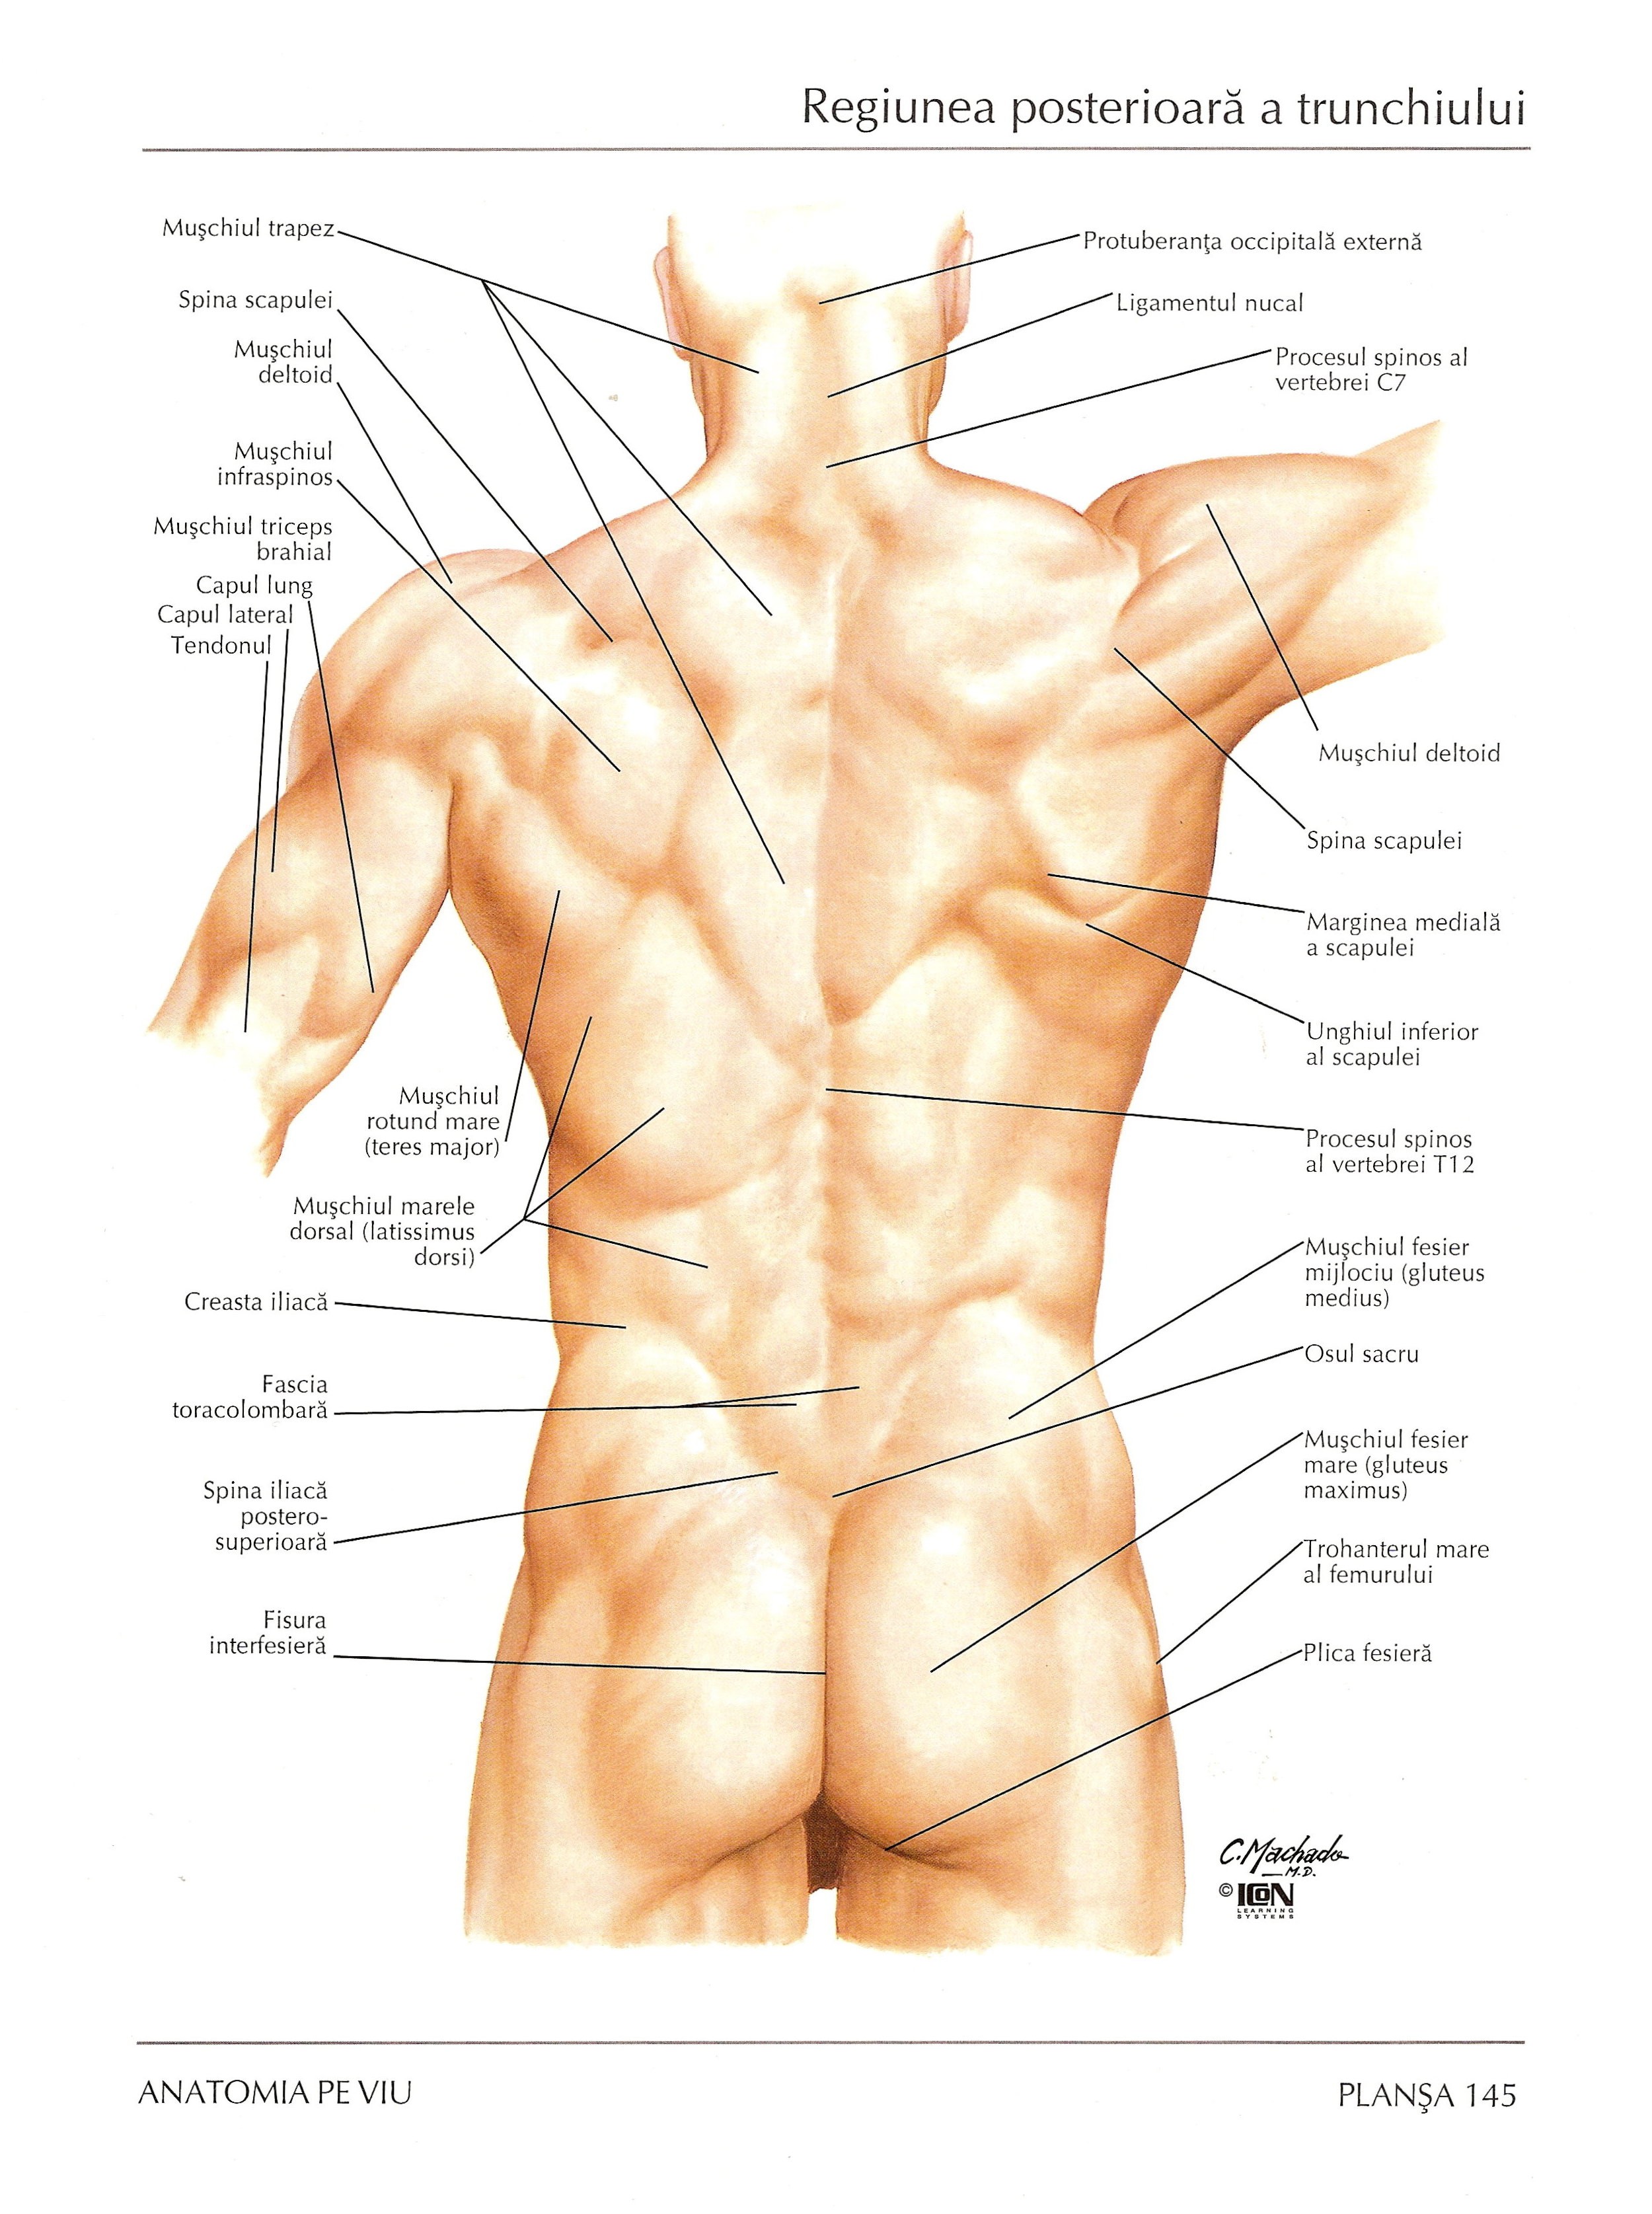 Regiunea posterioară a trunchiului
Muşchiul trapez
Spina scapulei
Muşchiul
deltoid
Muşchiul
infraspinos
Muşchiul triceps
brahial
Capul lung
Capul lateral
Tendonul
Muşchiul
rotund mare
(teres major)
Muşchiul marele
dorsal (latissimus
dorsi)
Creasta iliacă
Fascia
toracolombară
Spina iliacă
postero-
superioară
Fisura
interfesieră
Protuberanţa occipitală externă
Ligamentul nucal
Procesul spinos al
vertebrei C7
Muşchiul deltoid
Spina scapulei
Marginea medială
a scapulei
Unghiul inferior
al scapulei
Procesul spinos
al vertebrei T12
Muşchiul fesier
mijlociu (gluteus
medius)
Osul sacru
Muşchiul fesier
mare (gluteus
maximus)
Trohanterul mare
al femurului
Plica fesieră
C.Machado
M.D.
© ICON
LEARNING
SYSTEMS
ANATOMIA PE VIU
PLANŞA 145